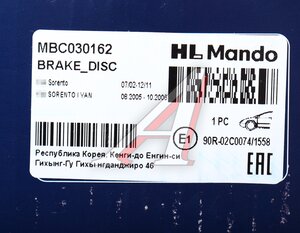 MBC030162
HL Mando
BRAKE_DISC
Sorento 07/02-12/11
SORENTO I VAN 06.2005 - 10.2006
1 PC
E1
90R-02C0074/1558
EAC
Республика Корея, Кенги-до Енгин-си
Гихынг-Гу Гихы нгданджиро 46